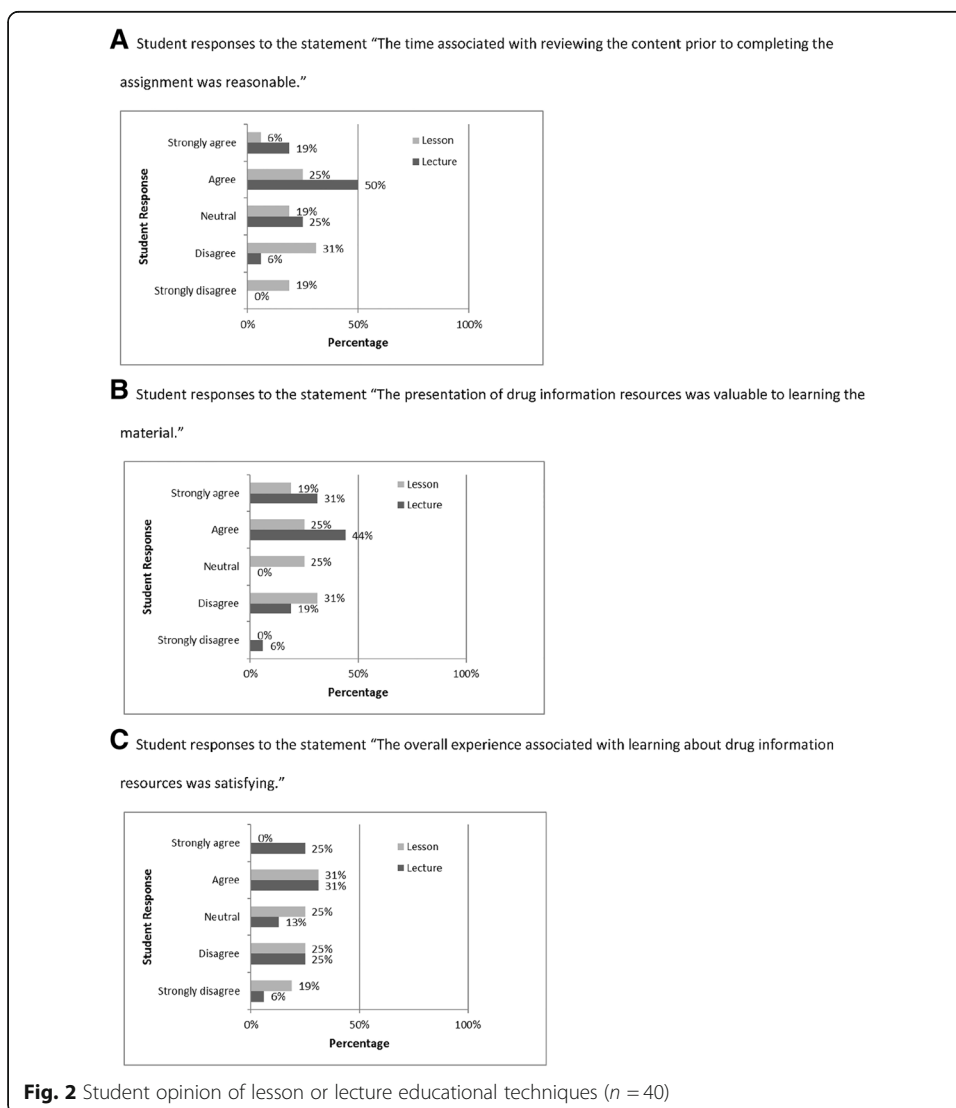 A Student responses to the statement “The time associated with reviewing the content prior to completing the
assignment was reasonable.”
Student Response
Strongly agree
6%
19%
Agree
25%
50%
Neutral
19%
25%
Disagree
31%
6%
Strongly disagree
19%
0%
Lesson
Lecture
0% 50% 100%
Percentage
B Student responses to the statement “The presentation of drug information resources was valuable to learning the
material.”
Student Response
Strongly agree
19%
31%
Agree
25%
44%
Neutral
25%
0%
Disagree
31%
19%
Strongly disagree
0%
6%
Lesson
Lecture
0% 50% 100%
Percentage
C Student responses to the statement “The overall experience associated with learning about drug information
resources was satisfying.”
Student Response
Strongly agree
0%
25%
Agree
31%
31%
Neutral
25%
13%
Disagree
25%
25%
Strongly disagree
19%
6%
Lesson
Lecture
0% 50% 100%
Percentage
Fig. 2 Student opinion of lesson or lecture educational techniques (n = 40)